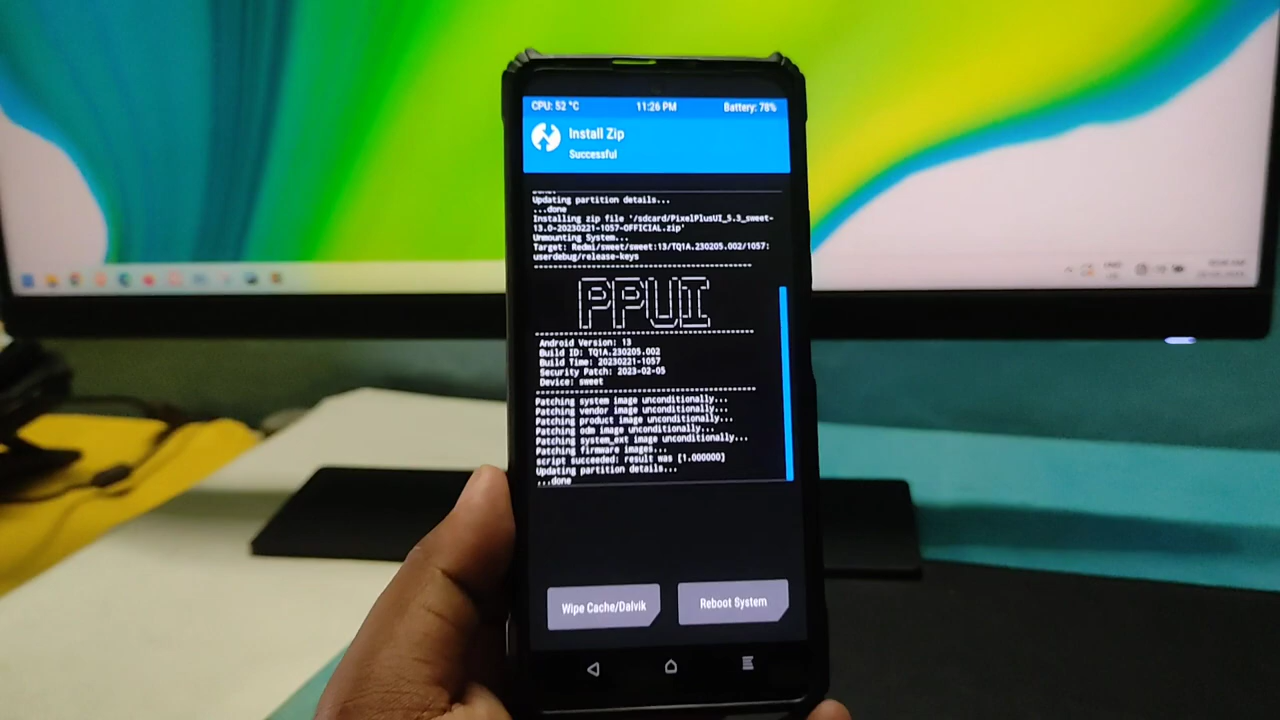 CPU: 52 °C 11:26 PM Battery: 78%
Install Zip
Successful
Updating partition details...
...done
Installing zip file '/sdcard/PixelPlusUI_5.3_sweet-
13.0-20230221-1057-OFFICIAL.zip'
Unmounting System...
Target: Redmi/sweet/sweet:13/TQ1A.230205.002/1057:
userdebug/release-keys
PPUI
Android Version: 13
Build ID: TQ1A.230205.002
Build Time: 20230221-1057
Security Patch: 2023-02-05
Device: sweet
Patching system image unconditionally...
Patching vendor image unconditionally...
Patching product image unconditionally...
Patching odm image unconditionally...
Patching system_ext image unconditionally...
Patching firmware images...
script succeeded: result was [1.000000]
Updating partition details...
...done
Wipe Cache/Dalvik
Reboot System